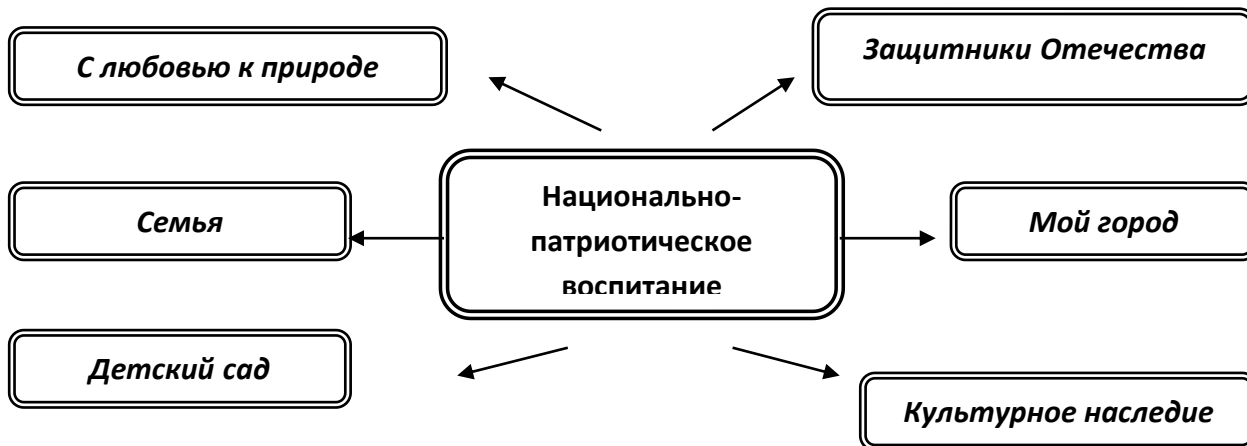 С любовью к природе
Защитники Отечества
Национально-
патриотическое
воспитание
Семья
Мой город
Детский сад
Культурное наследие